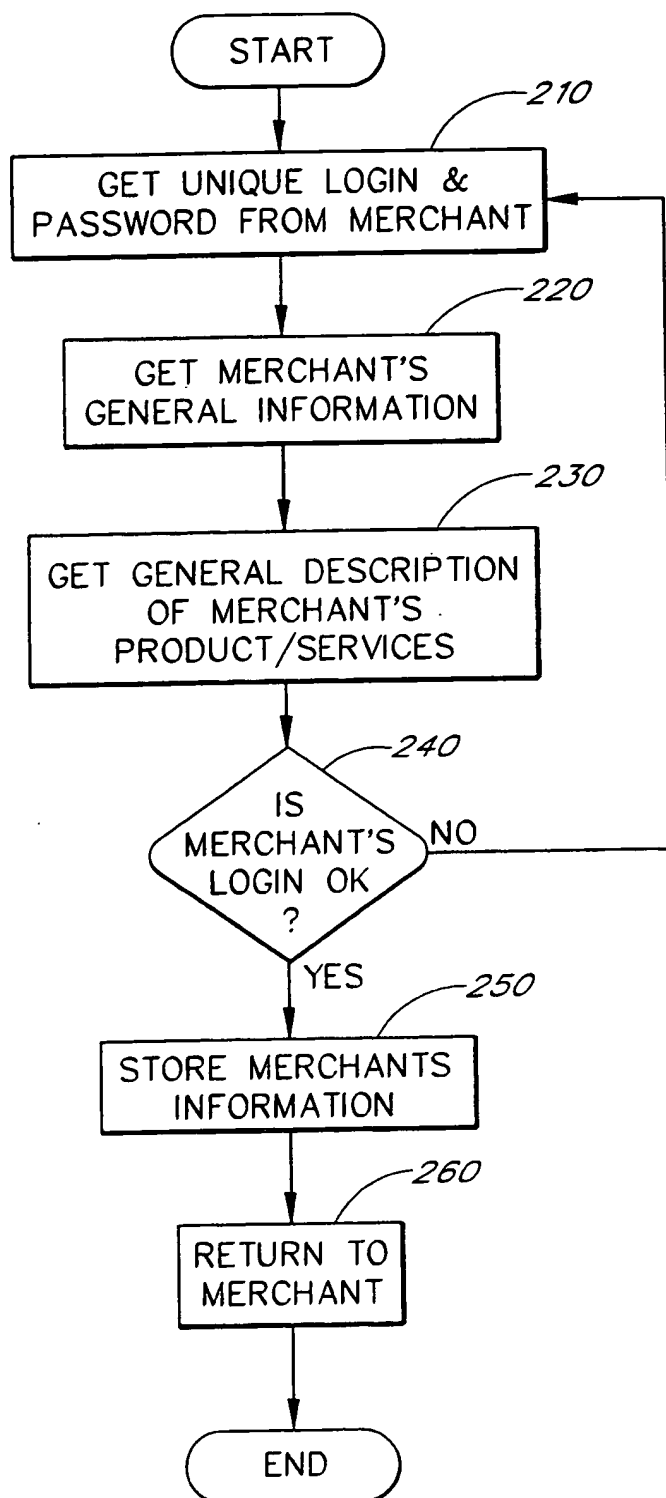 START
210
GET UNIQUE LOGIN &
PASSWORD FROM MERCHANT
220
GET MERCHANT'S
GENERAL INFORMATION
230
GET GENERAL DESCRIPTION
OF MERCHANT'S
PRODUCT/SERVICES
240
IS
MERCHANT'S
LOGIN OK
?
NO
YES
250
STORE MERCHANTS
INFORMATION
260
RETURN TO
MERCHANT
END